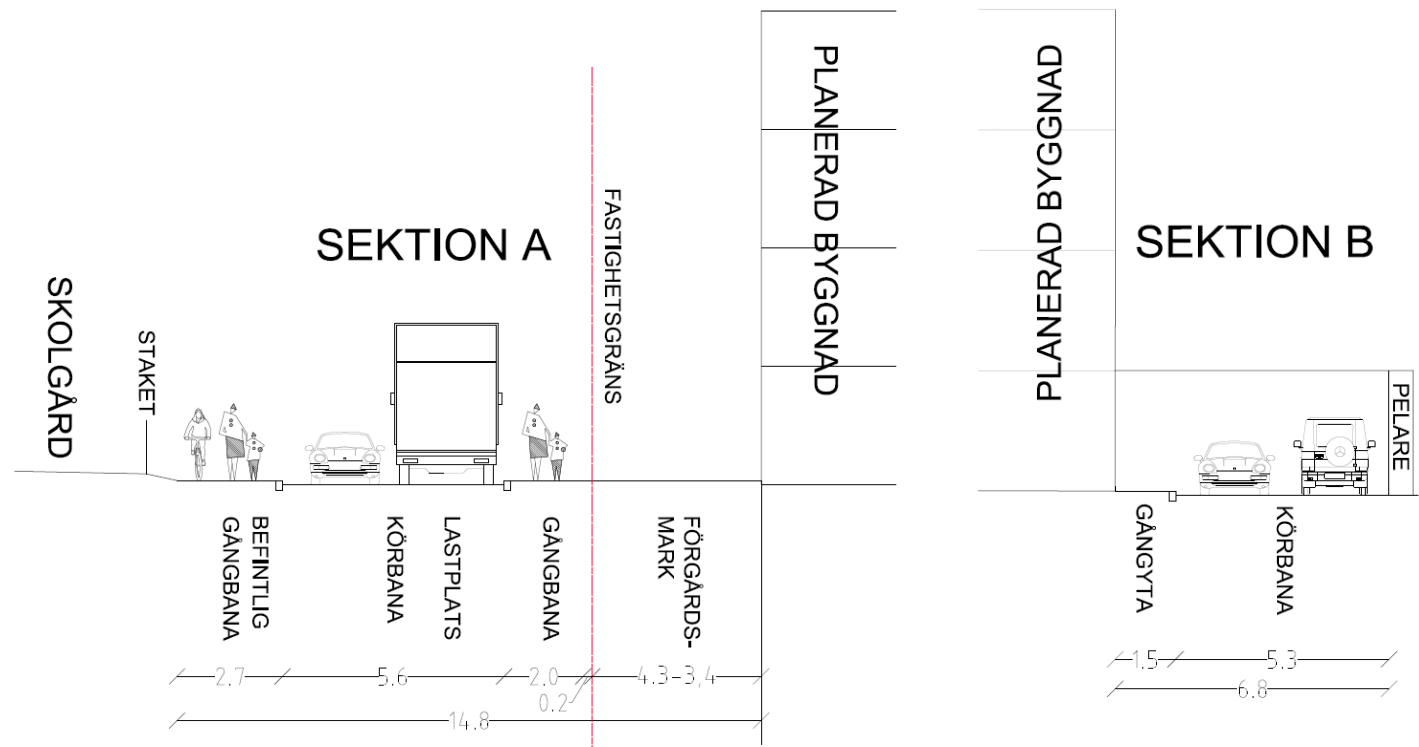 SEKTION A
SKOLGÅRD
STAKET
FASTIGHETSGRÄNS
PLANERAD BYGGNAD
BEFINTLIG
GÅNGBANA
KÖRBANA
LASTPLATS
GÅNGBANA
FÖRGÅRDS-
MARK
2.7
5.6
2.0
0.2
4.3-3,4
14.8
PLANERAD BYGGNAD
SEKTION B
PELARE
GÅNGYTA
KÖRBANA
1.5
5.3
6.8